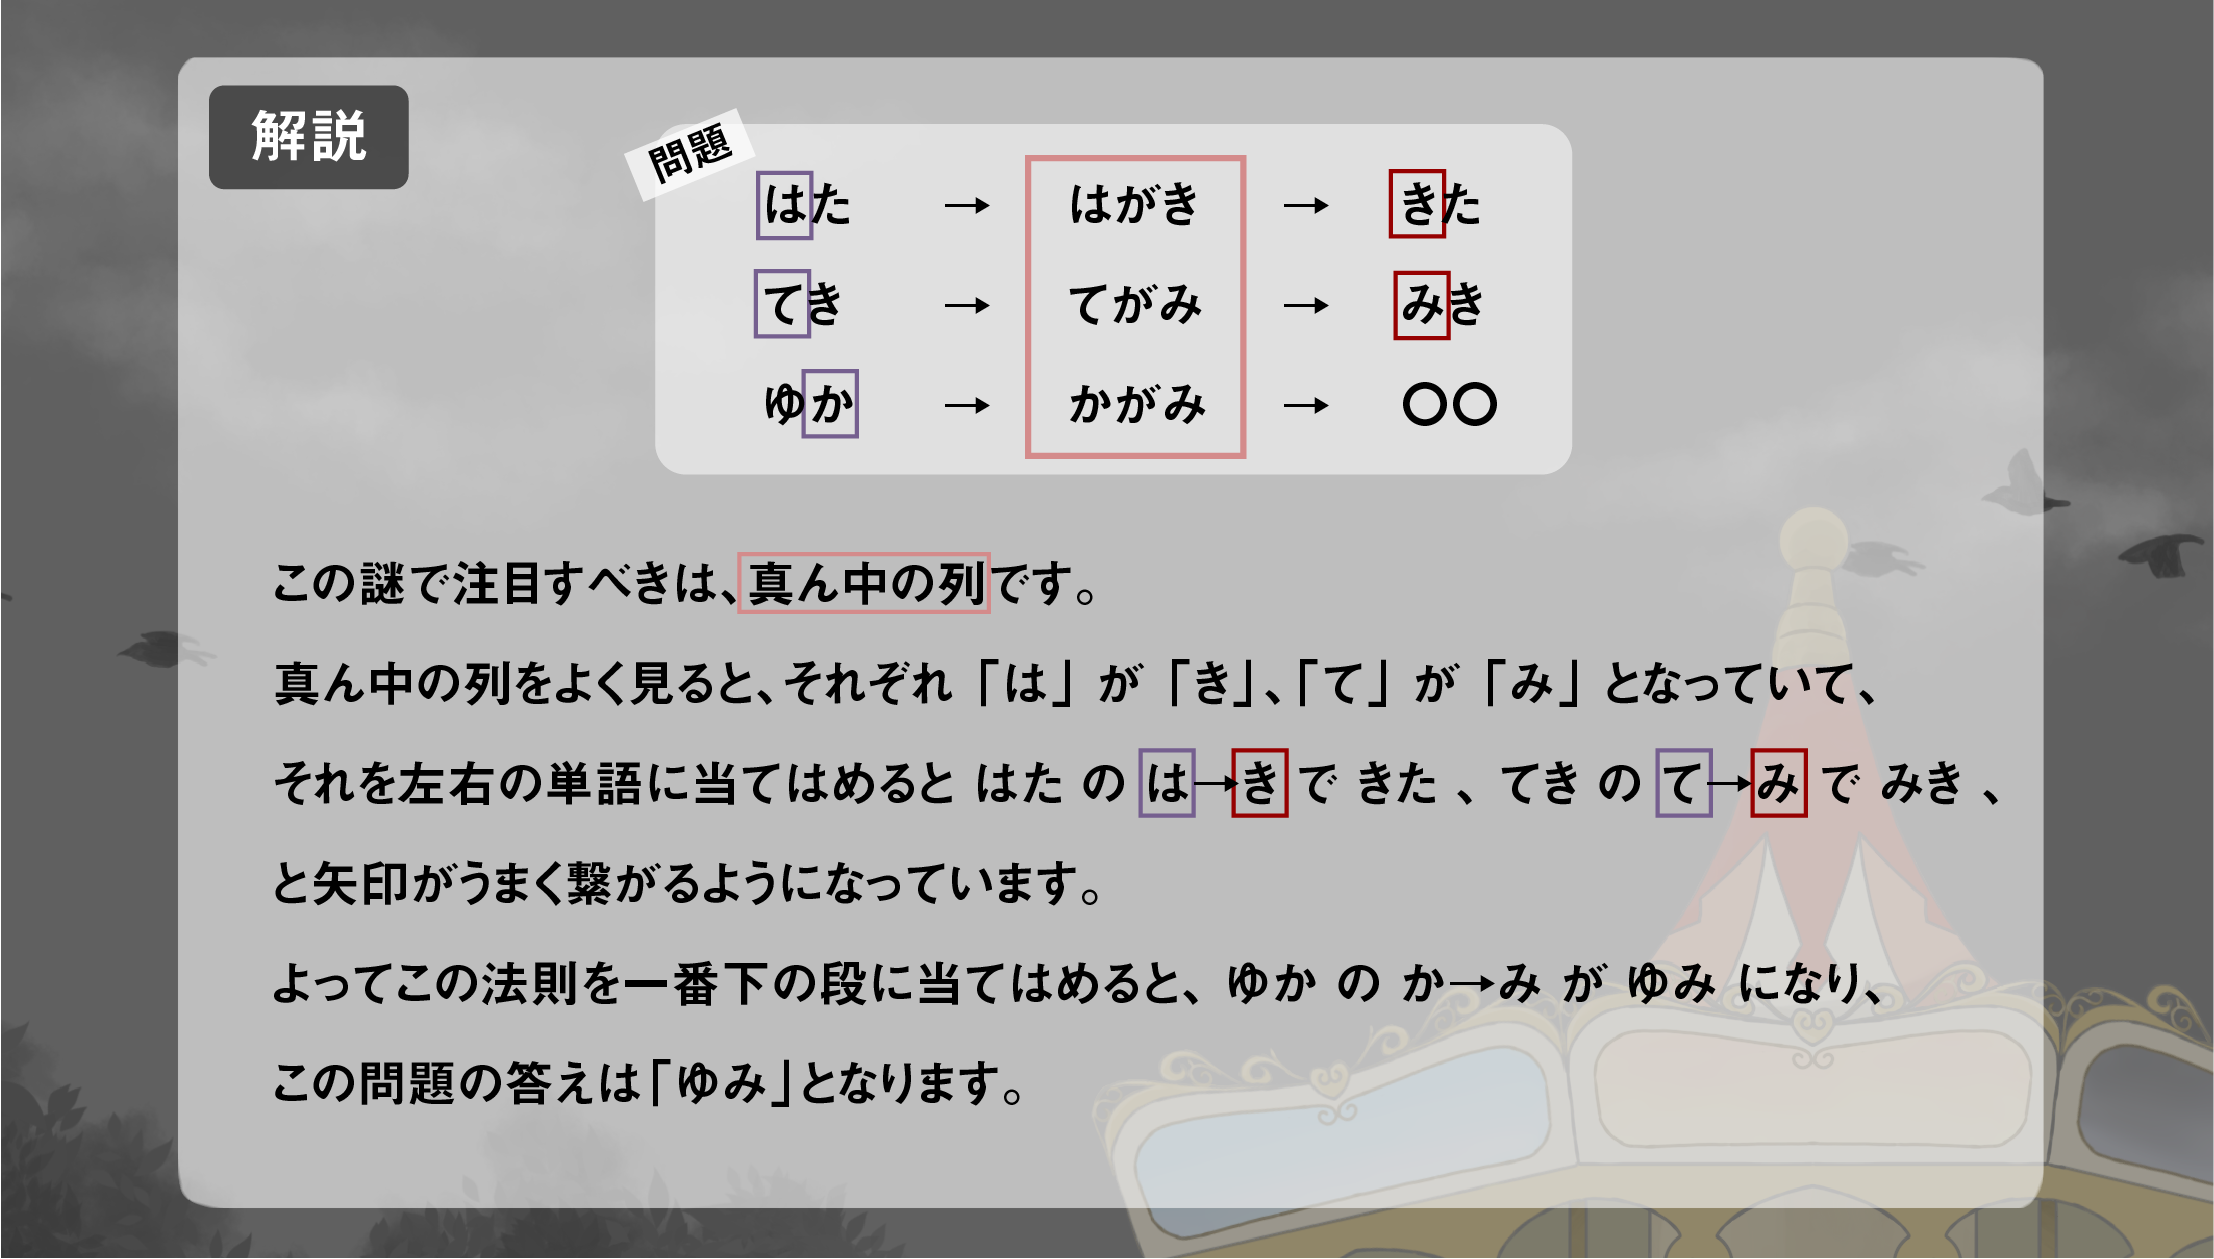 解説
問題
はた → はがき → きた
てき → てがみ → みき
ゆか → かがみ → 〇〇
この謎で注目すべきは、真ん中の列です。
真ん中の列をよく見ると、それぞれ「は」が「き」、「て」が「み」となっていて、
それを左右の単語に当てはめると はた の は→き で きた 、 てき の て→み で みき 、
と矢印がうまく繋がるようになっています。
よってこの法則を一番下の段に当てはめると、 ゆか の か→み が ゆみ になり、
この問題の答えは「ゆみ」となります。